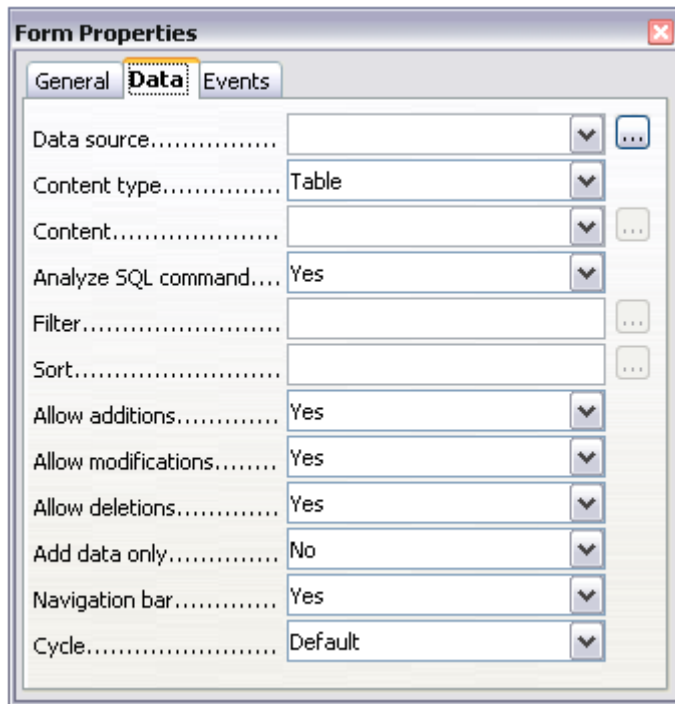 Form Properties
General Data Events
Data source................ ...
Content type............... Table
Content..................... ...
Analyze SQL command.... Yes
Filter......................... ...
Sort.......................... ...
Allow additions............. Yes
Allow modifications........ Yes
Allow deletions............. Yes
Add data only.............. No
Navigation bar............. Yes
Cycle........................ Default